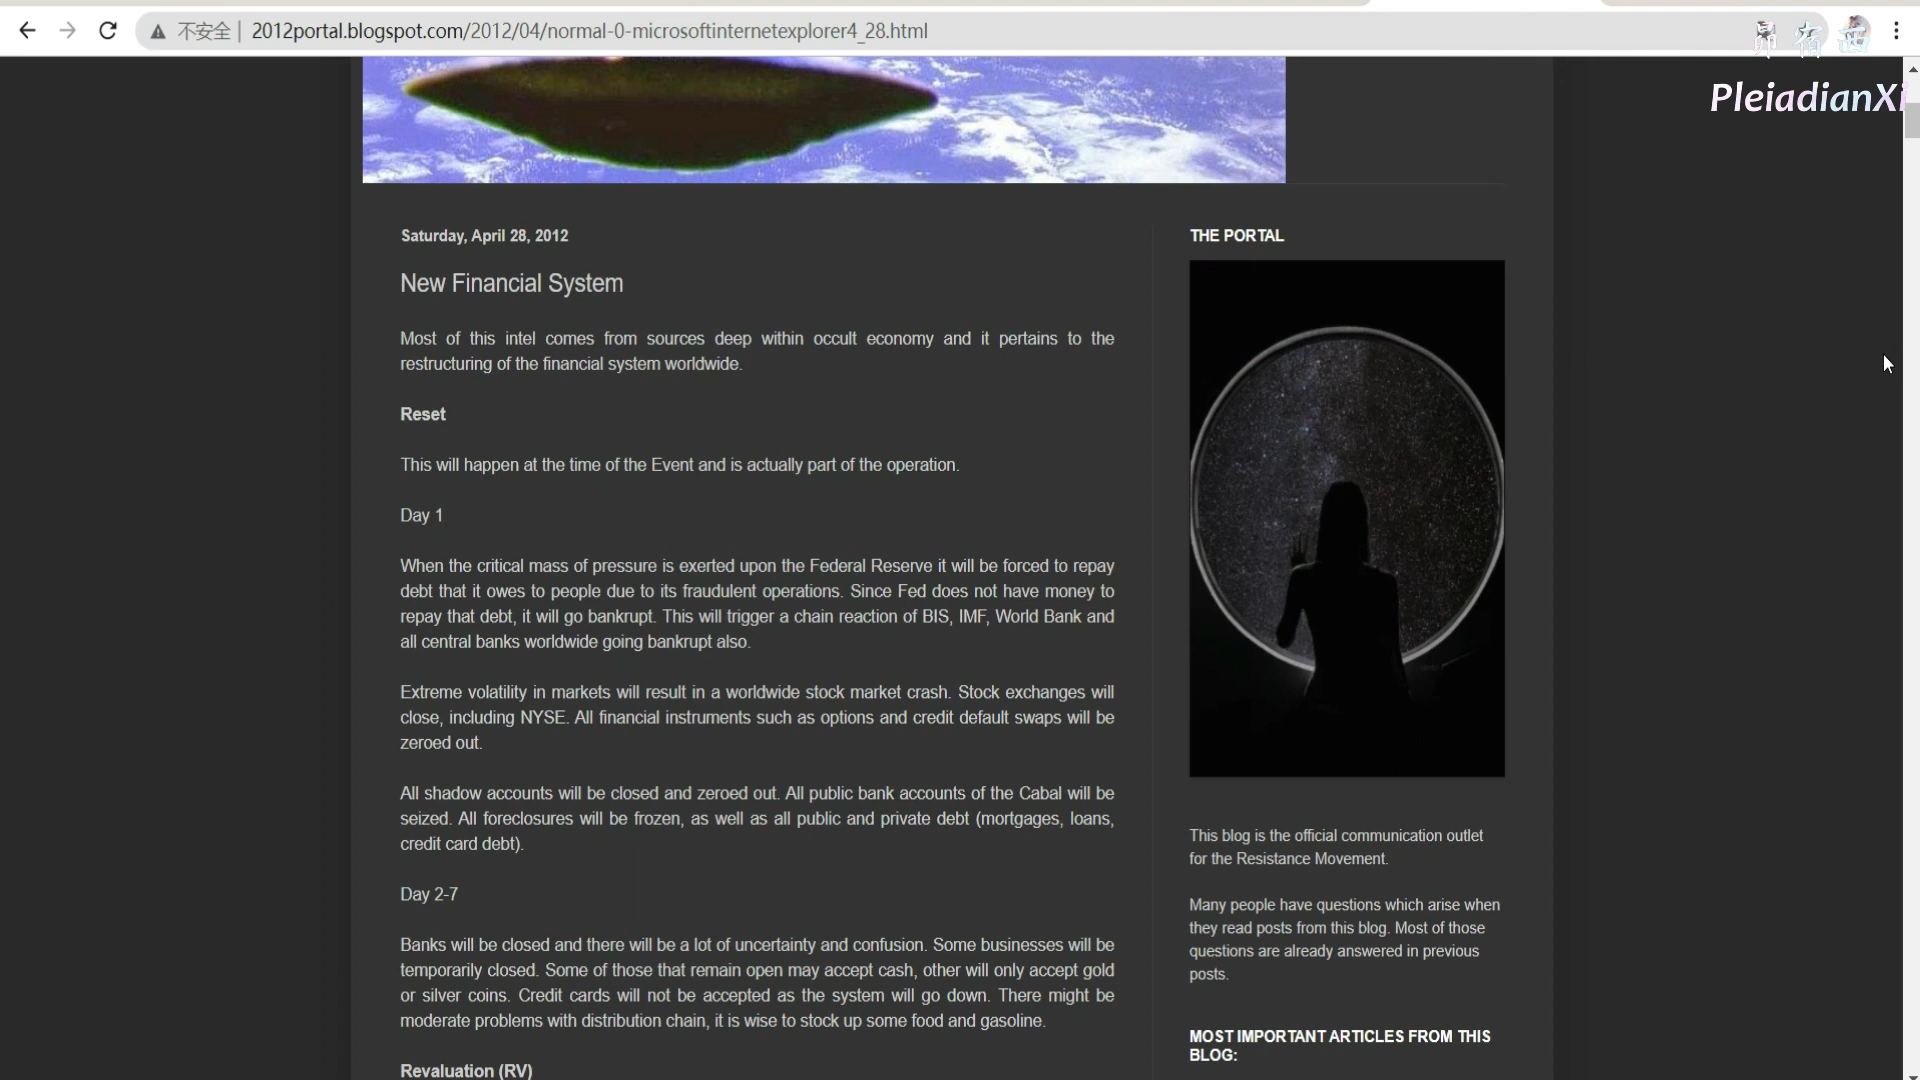 不安全
2012portal.blogspot.com/2012/04/normal-0-microsoftinternetexplorer4_28.html
昴宿西
PleiadianXi
Saturday, April 28, 2012
New Financial System
Most of this intel comes from sources deep within occult economy and it pertains to the
restructuring of the financial system worldwide.
Reset
This will happen at the time of the Event and is actually part of the operation.
Day 1
When the critical mass of pressure is exerted upon the Federal Reserve it will be forced to repay
debt that it owes to people due to its fraudulent operations. Since Fed does not have money to
repay that debt, it will go bankrupt. This will trigger a chain reaction of BIS, IMF, World Bank and
all central banks worldwide going bankrupt also.
Extreme volatility in markets will result in a worldwide stock market crash. Stock exchanges will
close, including NYSE. All financial instruments such as options and credit default swaps will be
zeroed out.
All shadow accounts will be closed and zeroed out. All public bank accounts of the Cabal will be
seized. All foreclosures will be frozen, as well as all public and private debt (mortgages, loans,
credit card debt).
Day 2-7
Banks will be closed and there will be a lot of uncertainty and confusion. Some businesses will be
temporarily closed. Some of those that remain open may accept cash, other will only accept gold
or silver coins. Credit cards will not be accepted as the system will go down. There might be
moderate problems with distribution chain, it is wise to stock up some food and gasoline.
Revaluation (RV)
THE PORTAL
This blog is the official communication outlet
for the Resistance Movement.
Many people have questions which arise when
they read posts from this blog. Most of those
questions are already answered in previous
posts.
MOST IMPORTANT ARTICLES FROM THIS
BLOG: